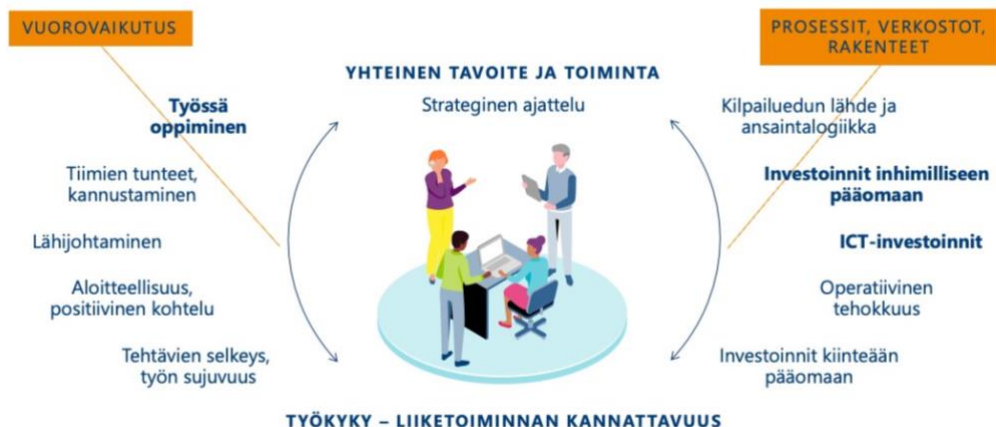 VUOROVAIKUTUS
PROSESSIT, VERKOSTOT,
RAKENTEET
YHTEINEN TAVOITE JA TOIMINTA
Strateginen ajattelu
Työssä
oppiminen
Tiimien tunteet,
kannustaminen
Lähijohtaminen
Aloitteellisuus,
positiivinen kohtelu
Tehtävien selkeys,
työn sujuvuus
Kilpailuedun lähde ja
ansaintalogiikka
Investoinnit inhimilliseen
pääomaan
ICT-investoinnit
Operatiivinen
tehokkuus
Investoinnit kiinteään
pääomaan
TYÖKYKY – LIIKETOIMINNAN KANNATTAVUUS